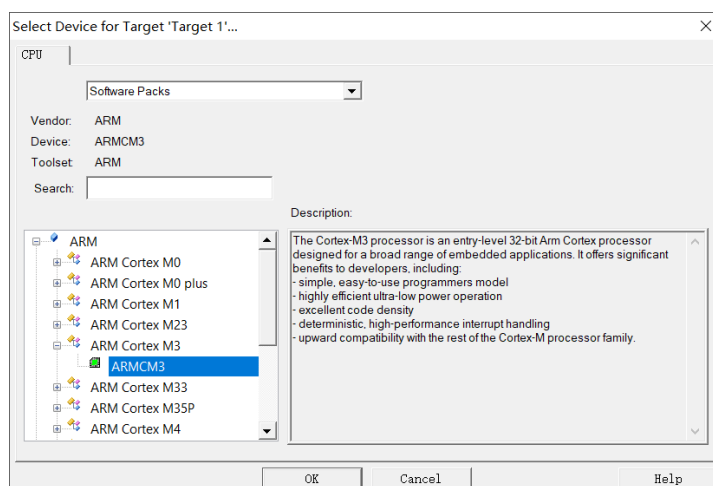 Select Device for Target 'Target 1'...
CPU
Software Packs
Vendor: ARM
Device: ARMCM3
Toolset: ARM
Search:
Description:
ARM
ARM Cortex M0
ARM Cortex M0 plus
ARM Cortex M1
ARM Cortex M23
ARM Cortex M3
ARMCM3
ARM Cortex M33
ARM Cortex M35P
ARM Cortex M4
The Cortex-M3 processor is an entry-level 32-bit Arm Cortex processor
designed for a broad range of embedded applications. It offers significant
benefits to developers, including:
- simple, easy-to-use programmers model
- highly efficient ultra-low power operation
- excellent code density
- deterministic, high-performance interrupt handling
- upward compatibility with the rest of the Cortex-M processor family.
OK
Cancel
Help